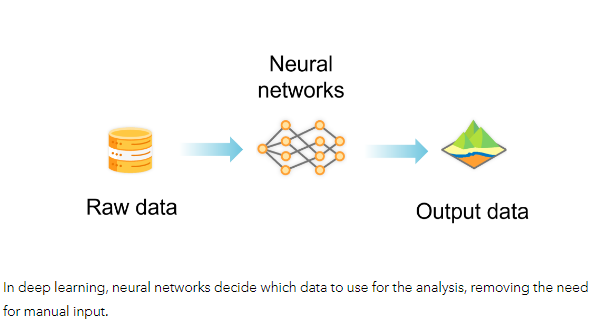 Neural
networks
Raw data
Output data
In deep learning, neural networks decide which data to use for the analysis, removing the need
for manual input.